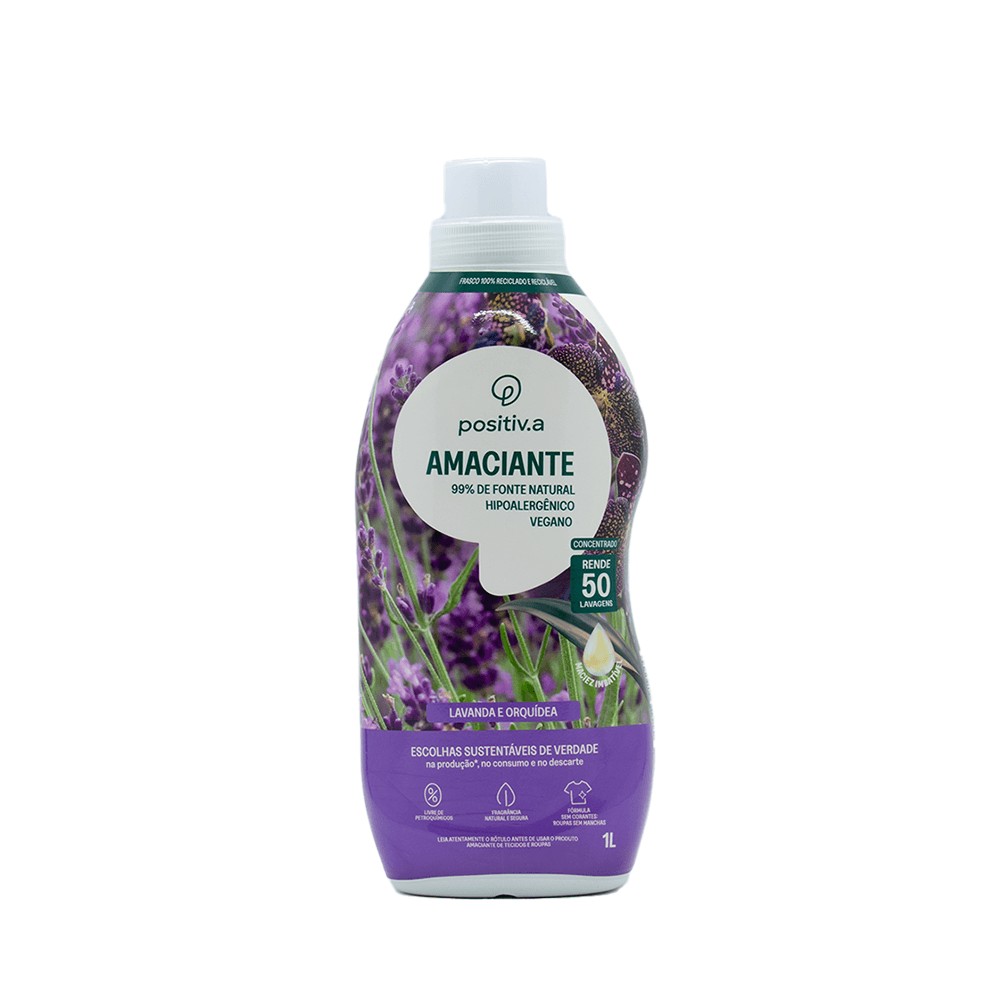 FRASCO 100% RECICLADO E RECICLÁVEL
positiv.a
AMACIANTE
99% DE FONTE NATURAL
HIPOALERGÊNICO
VEGANO
CONCENTRADO
RENDE
50
LAVAGENS
MACIEZ IMBATÍVEL
LAVANDA E ORQUÍDEA
ESCOLHAS SUSTENTÁVEIS DE VERDADE
na produção*, no consumo e no descarte
LIVRE DE
PETROQUÍMICOS
FRAGRÂNCIA
NATURAL E SEGURA
FÓRMULA
SEM CORANTES:
ROUPAS SEM MANCHAS
LEIA ATENTAMENTE O RÓTULO ANTES DE USAR O PRODUTO
AMACIANTE DE TECIDOS E ROUPAS
1L